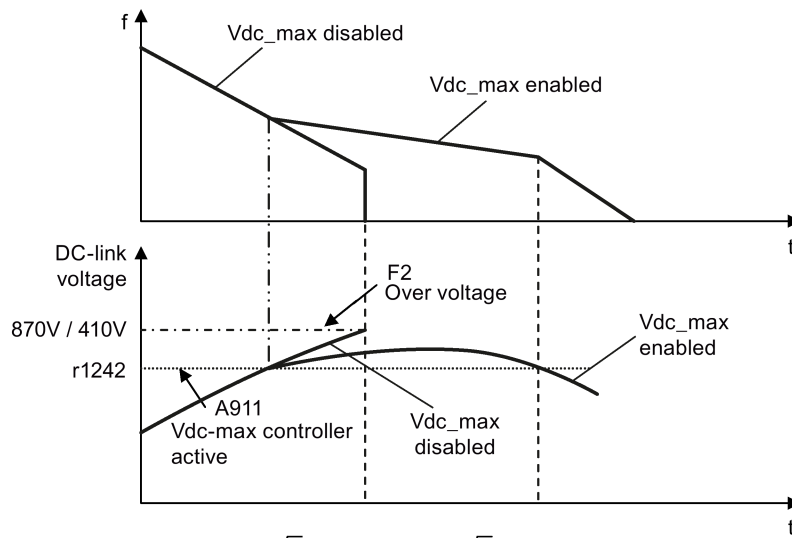 f
Vdc_max disabled
Vdc_max enabled
t
DC-link
voltage
F2
Over voltage
870V / 410V
Vdc_max
enabled
r1242
A911
Vdc-max controller
active
Vdc_max
disabled
t